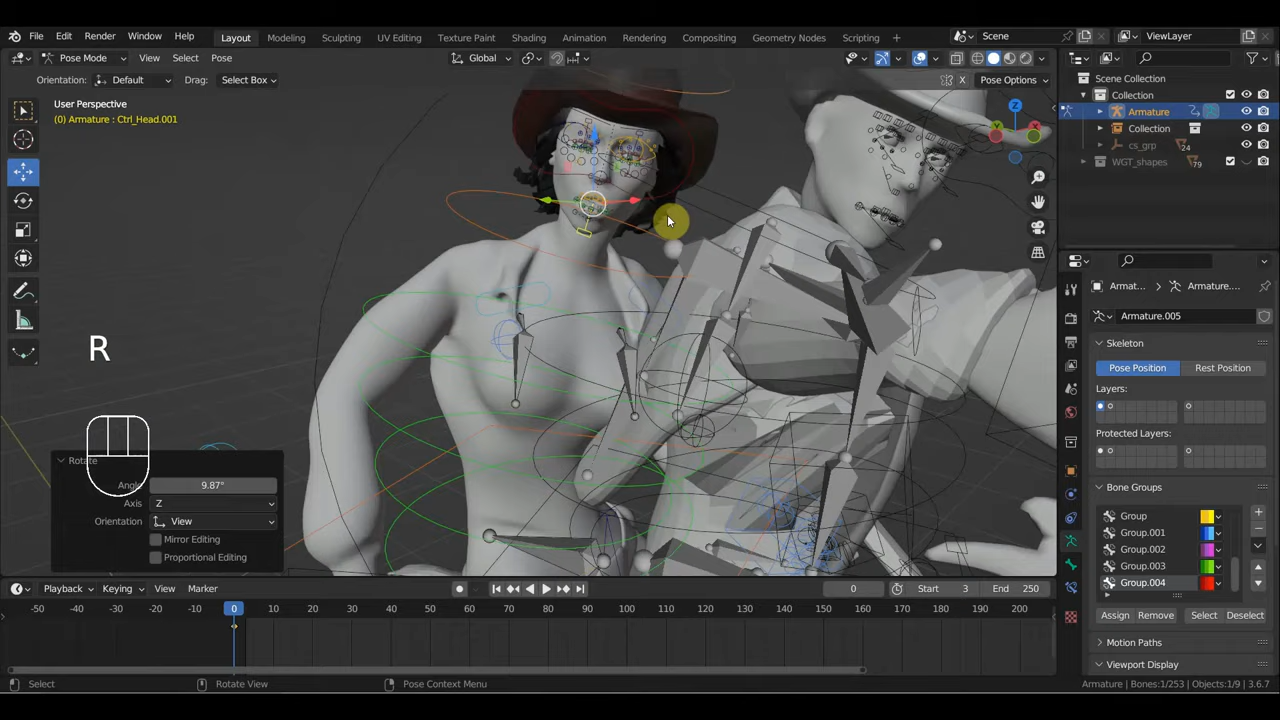 File Edit Render Window Help Layout Modeling Sculpting UV Editing Texture Paint Shading Animation Rendering Compositing Geometry Nodes Scripting + Scene ViewLayer
Pose Mode View Select Pose Global
Orientation: Default Drag: Select Box X Pose Options
User Perspective
(0) Armature : Ctrl_Head.001
Z
Scene Collection
Collection
Armature
Collection
cs_grp 24
WGT_shapes 79
Armat... Armature....
Armature.005
Skeleton
Pose Position Rest Position
Layers:
Protected Layers:
Bone Groups
Group
Group.001
Group.002
Group.003
Group.004
Assign Remove Select Deselect
Motion Paths
Viewport Display
R
Rotate
Angle 9.87°
Axis Z
Orientation View
Mirror Editing
Proportional Editing
Playback Keying View Marker 0 Start 3 End 250
-50 -40 -30 -20 -10 0 10 20 30 40 50 60 70 80 90 100 110 120 130 140 150 160 170 180 190 200
Select Rotate View Pose Context Menu Armature | Bones:1/253 | Objects:1/9 | 3.6.7